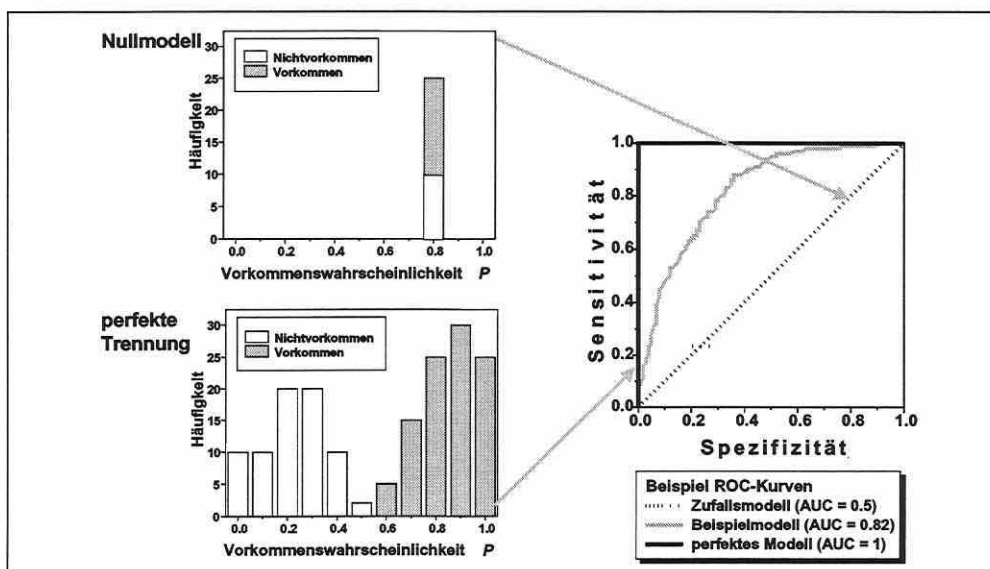 Nullmodell
30
25
20
15
10
5
0
Häufigkeit
Nichtvorkommen
Vorkommen
0.0 0.2 0.4 0.6 0.8 1.0
Vorkommenswahrscheinlichkeit P
perfekte
Trennung
30
25
20
15
10
5
0
Häufigkeit
Nichtvorkommen
Vorkommen
0.0 0.2 0.4 0.6 0.8 1.0
Vorkommenswahrscheinlichkeit P
1.0
0.8
0.6
0.4
0.2
0.0
Sensitivität
0.0 0.2 0.4 0.6 0.8 1.0
Spezifizität
Beispiel ROC-Kurven
Zufallsmodell (AUC = 0.5)
Beispielmodell (AUC = 0.82)
perfektes Modell (AUC = 1)